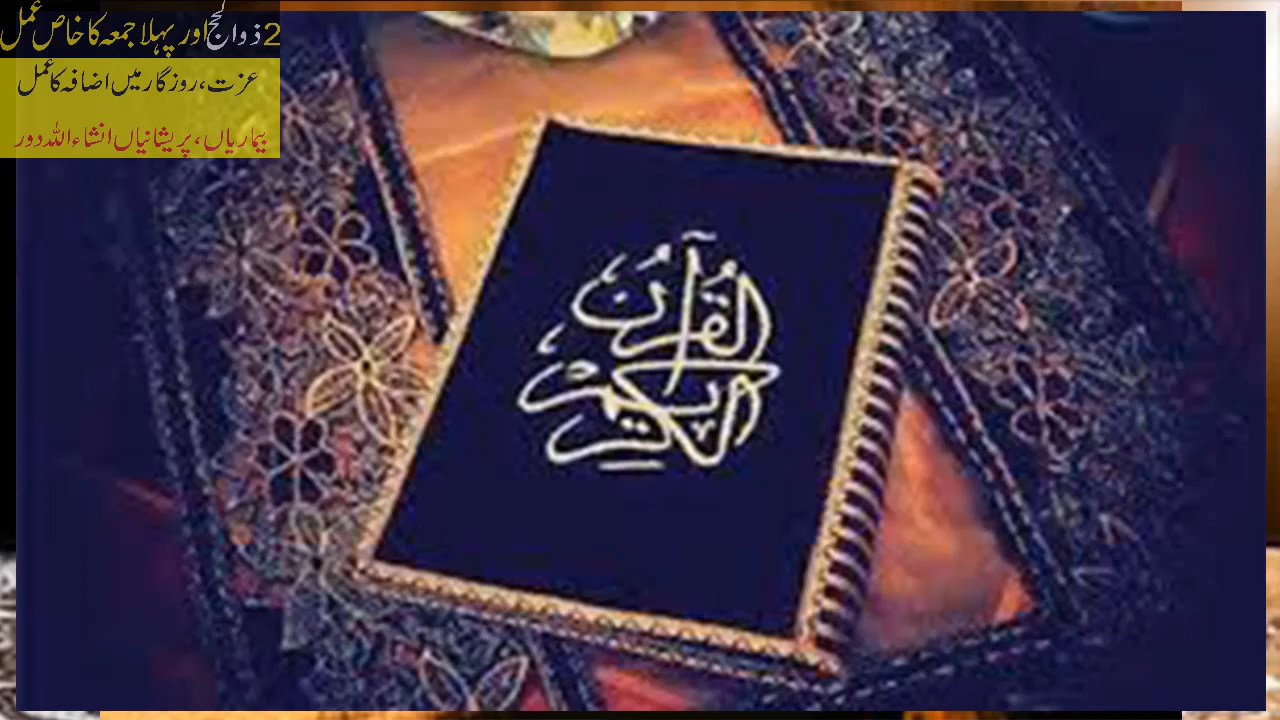 2 ذوالحج اور پہلا جمعہ کا خاص عمل
عزت، روزگار میں اضافہ کا عمل
بیماریاں، پریشانیاں انشاءاللہ دور
القرآن
الكريم